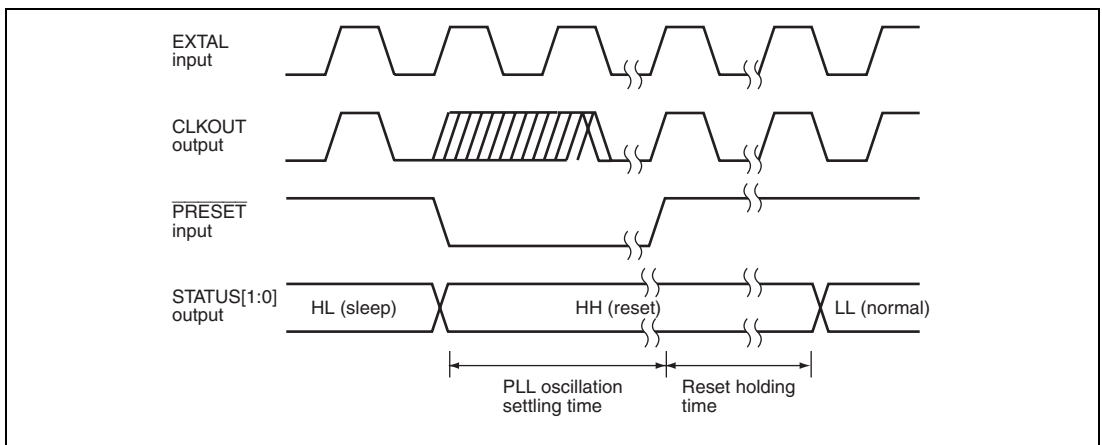 EXTAL
input
CLKOUT
output
PRESET
input
STATUS[1:0]
output
HL (sleep)
HH (reset)
LL (normal)
PLL oscillation
settling time
Reset holding
time